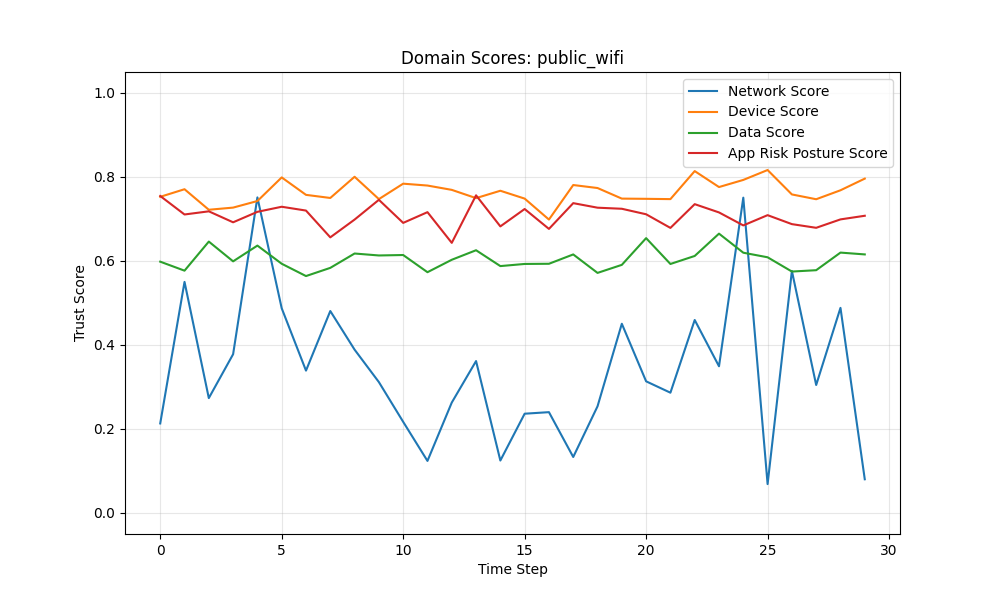 Domain Scores: public_wifi
Network Score
Device Score
Data Score
App Risk Posture Score
Trust Score
1.0
0.8
0.6
0.4
0.2
0.0
0 5 10 15 20 25 30
Time Step